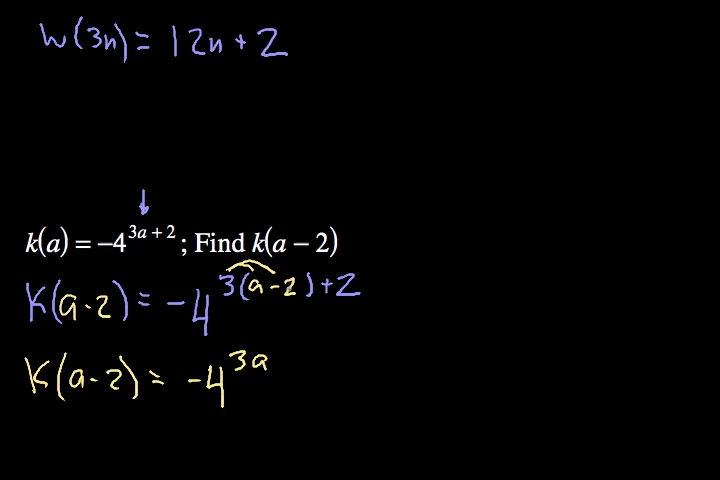 w(3n) = 12n + 2
k(a) = −4^{3a + 2} ; Find k(a − 2)
K(a-2) = -4^{3(a-2)+2}
K(a-2) = -4^{3a}